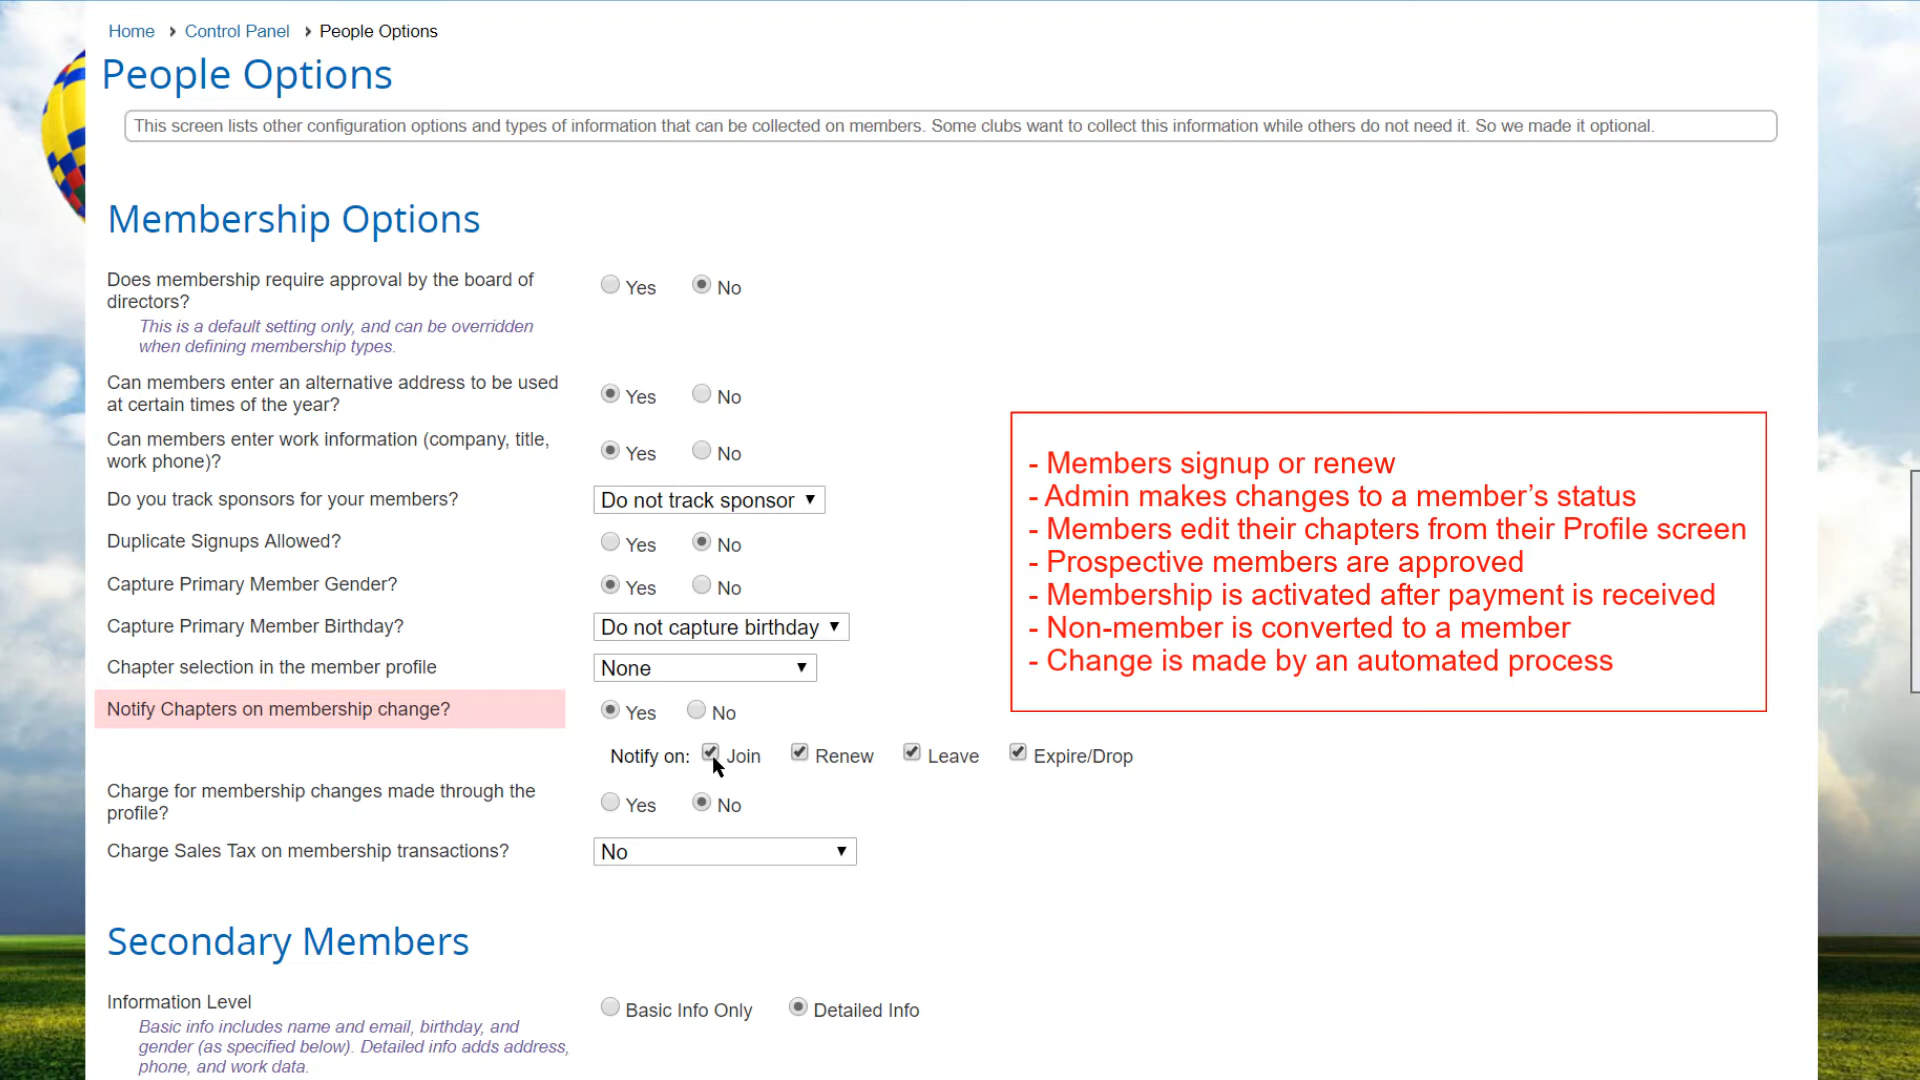 Home > Control Panel > People Options
People Options
This screen lists other configuration options and types of information that can be collected on members. Some clubs want to collect this information while others do not need it. So we made it optional.
Membership Options
Does membership require approval by the board of
directors?
Yes No
This is a default setting only, and can be overridden
when defining membership types.
Can members enter an alternative address to be used
at certain times of the year?
Yes No
Can members enter work information (company, title,
work phone)?
Yes No
Do you track sponsors for your members? Do not track sponsor
Duplicate Signups Allowed? Yes No
Capture Primary Member Gender? Yes No
Capture Primary Member Birthday? Do not capture birthday
Chapter selection in the member profile None
Notify Chapters on membership change? Yes No
Notify on: Join Renew Leave Expire/Drop
Charge for membership changes made through the
profile?
Yes No
Charge Sales Tax on membership transactions? No
- Members signup or renew
- Admin makes changes to a member's status
- Members edit their chapters from their Profile screen
- Prospective members are approved
- Membership is activated after payment is received
- Non-member is converted to a member
- Change is made by an automated process
Secondary Members
Information Level Basic Info Only Detailed Info
Basic info includes name and email, birthday, and
gender (as specified below). Detailed info adds address,
phone, and work data.